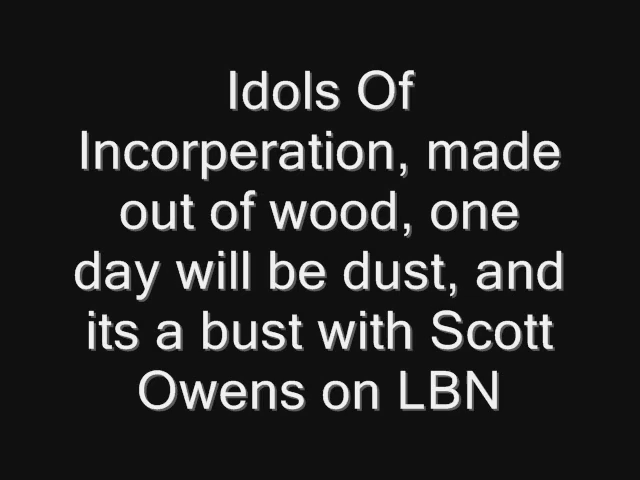 Idols Of
Incorperation, made
out of wood, one
day will be dust, and
its a bust with Scott
Owens on LBN